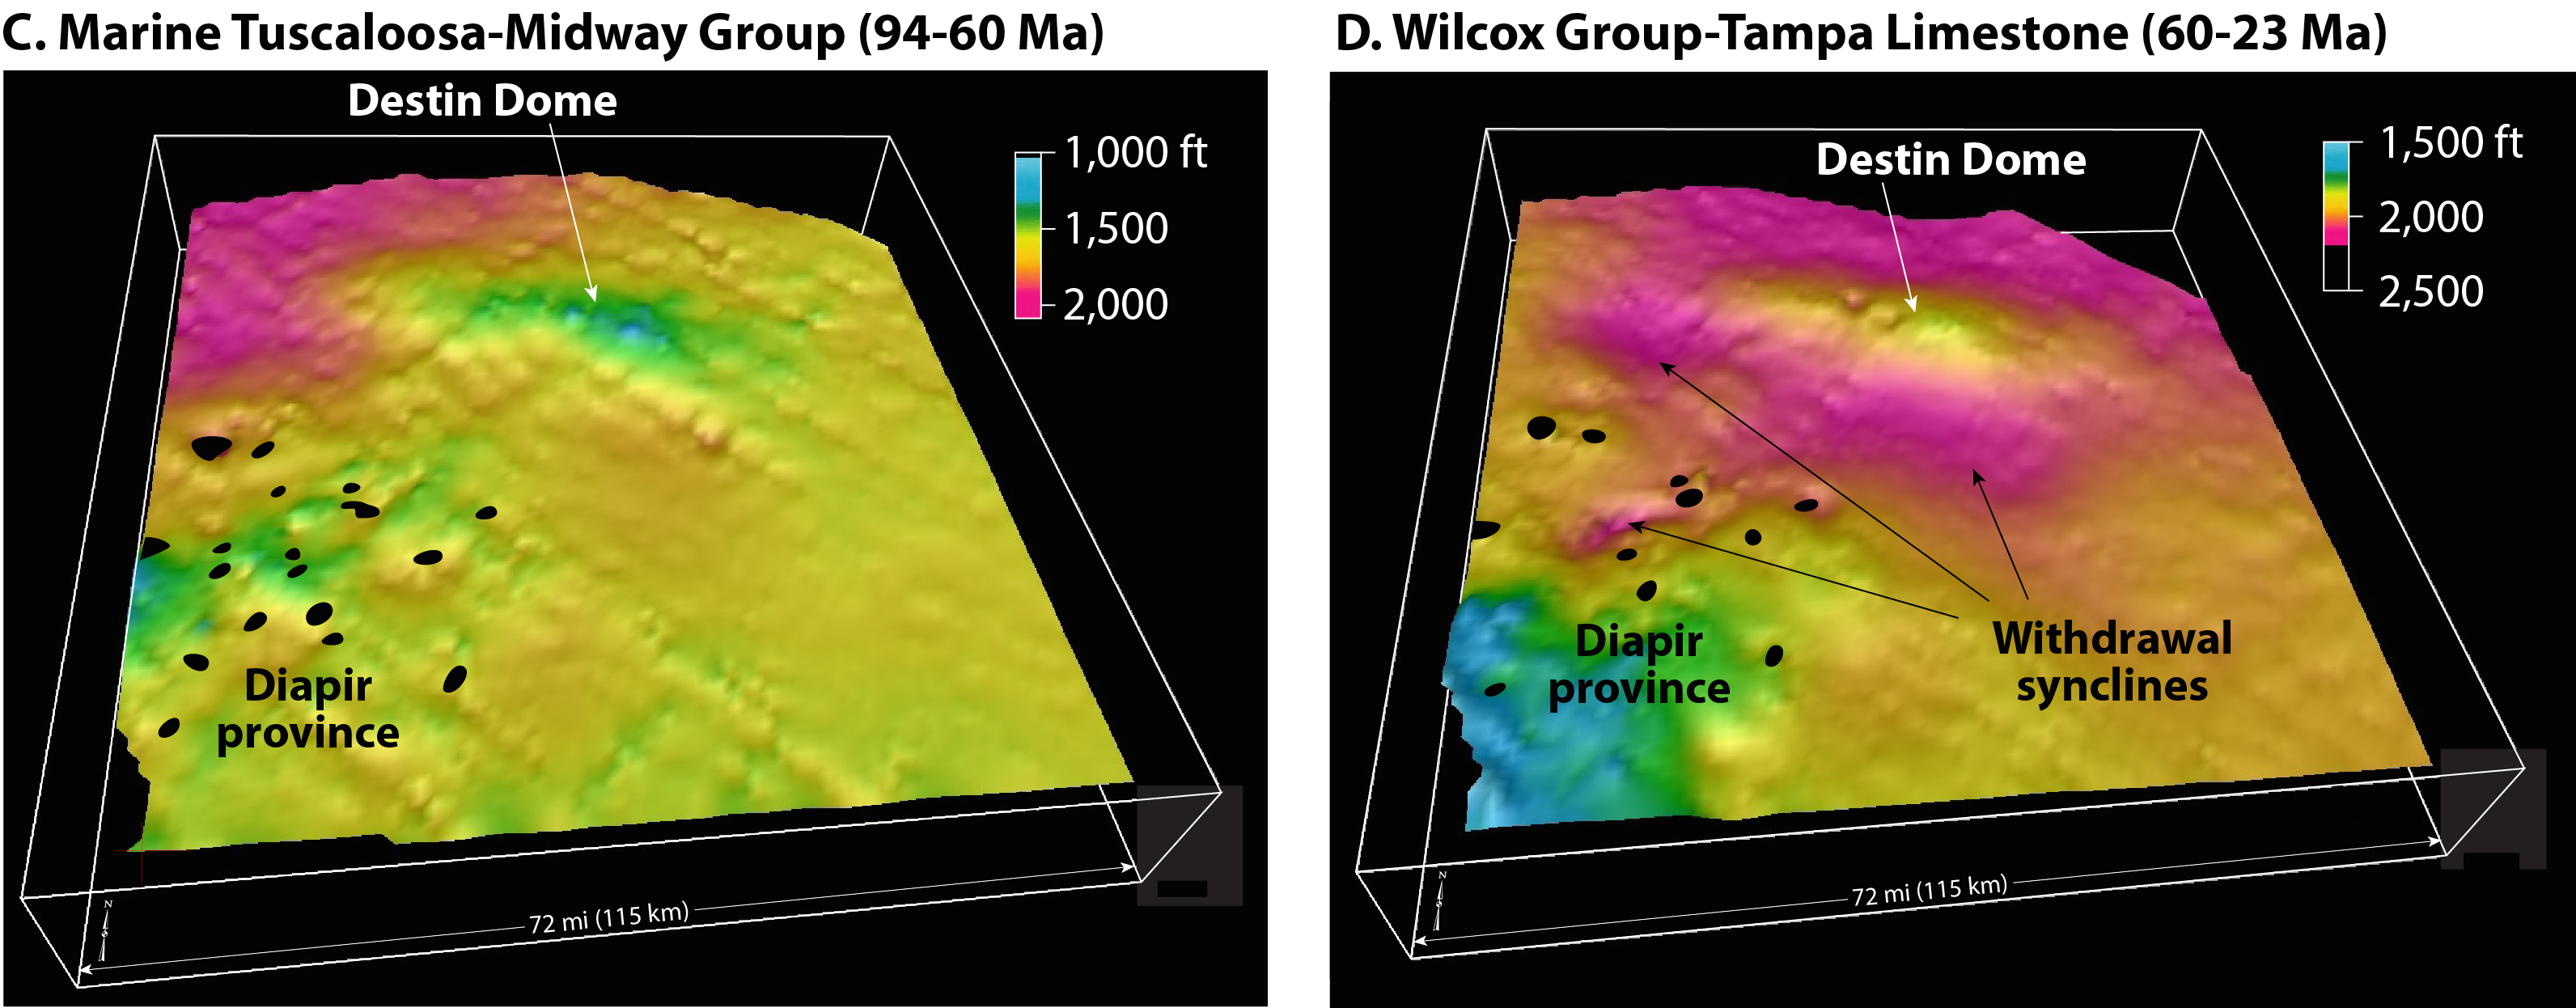 C. Marine Tuscaloosa-Midway Group (94-60 Ma)
Destin Dome
1,000 ft
1,500
2,000
Diapir
province
N
S
72 mi (115 km)
D. Wilcox Group-Tampa Limestone (60-23 Ma)
Destin Dome
1,500 ft
2,000
2,500
Diapir
province
Withdrawal
synclines
N
S
72 mi (115 km)